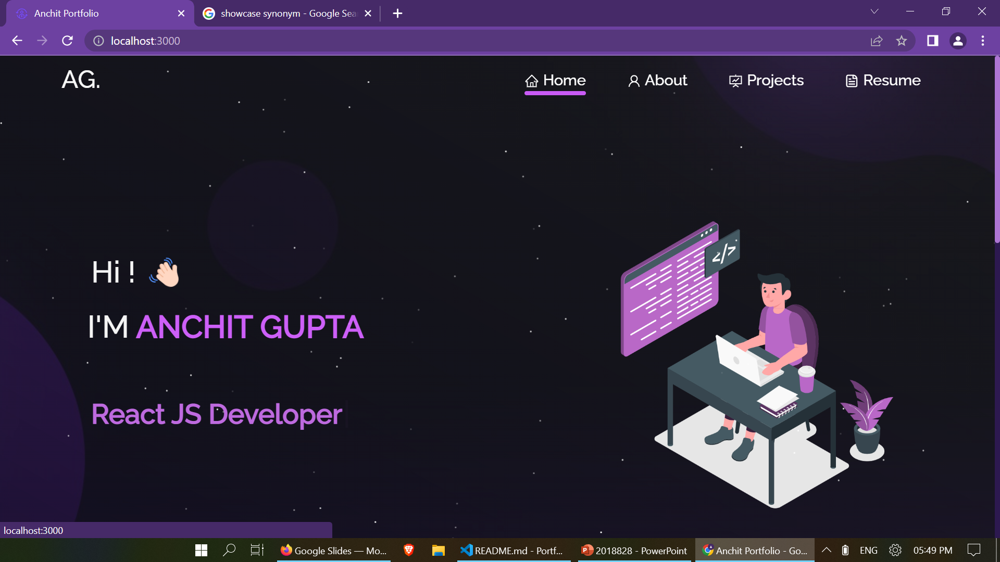 Anchit Portfolio
showcase synonym - Google Sea
localhost:3000
AG.
Home
About
Projects
Resume
</>
Hi !
I'M ANCHIT GUPTA
React JS Developer
localhost:3000
Google Slides — Mo...
README.md - Portf...
2018828 - PowerPoint
Anchit Portfolio - Go...
ENG
05:49 PM